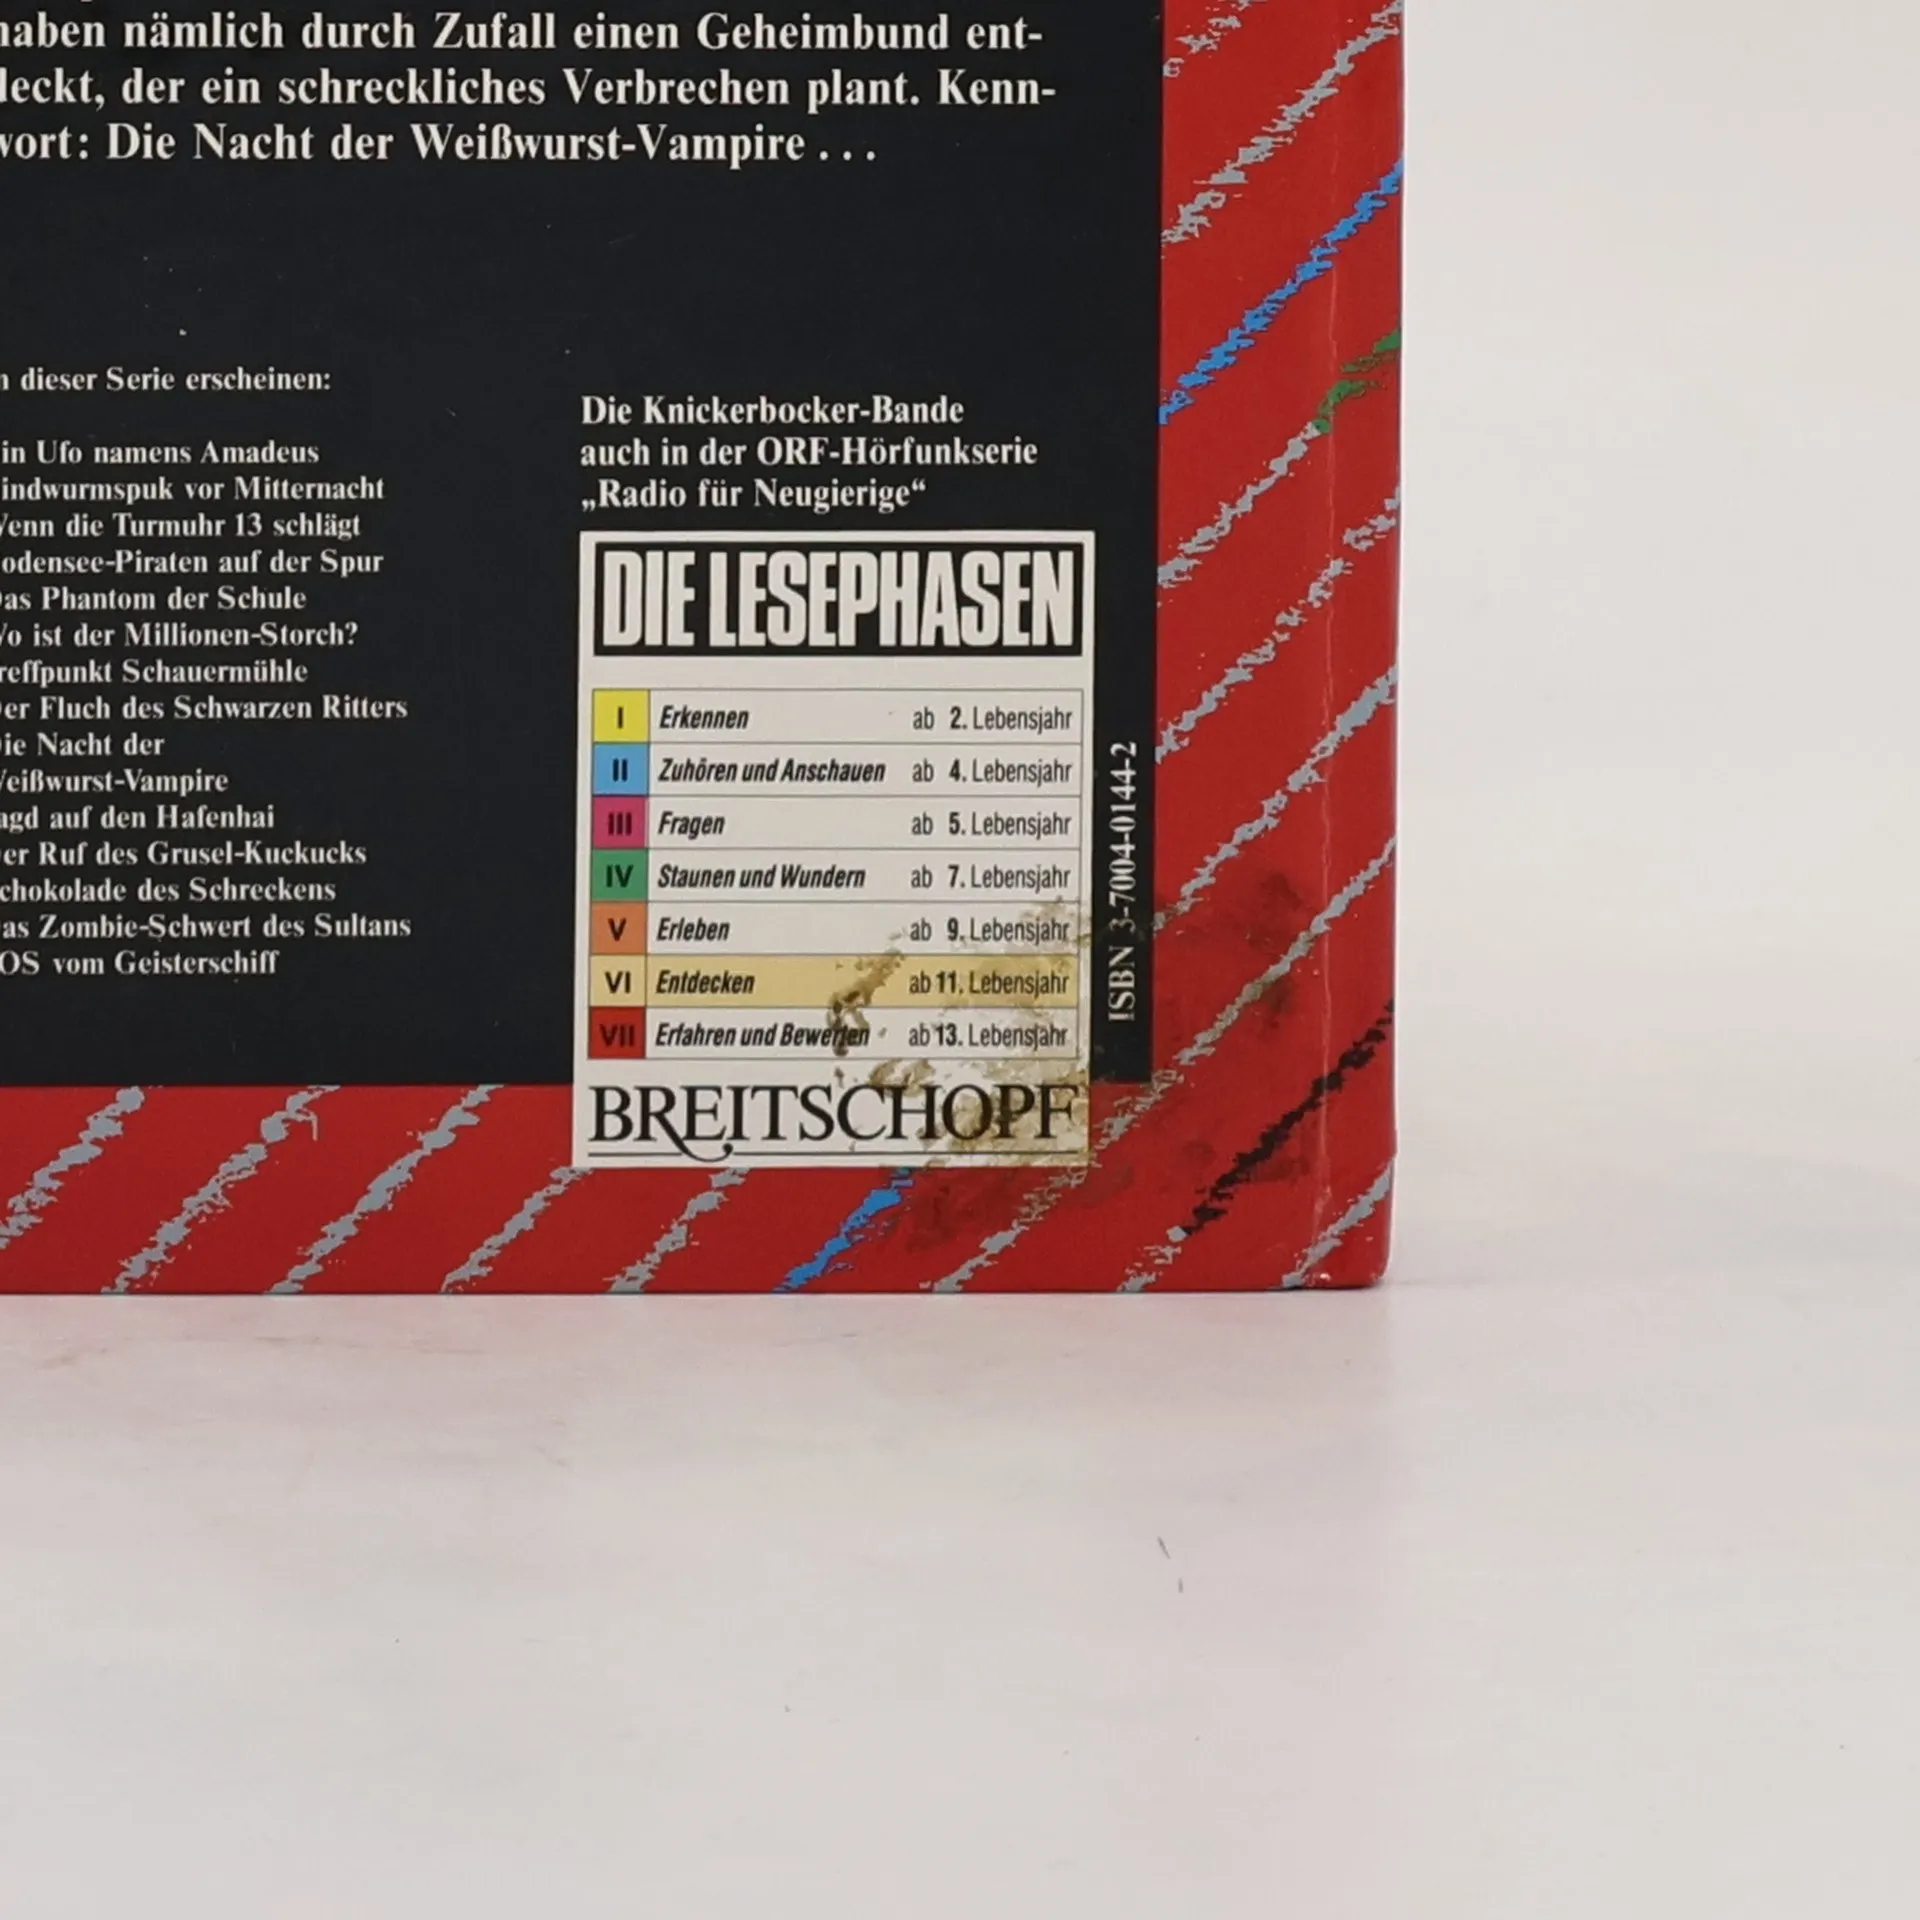 haben nämlich durch Zufall einen Geheimbund ent-
deckt, der ein schreckliches Verbrechen plant. Kenn-
wort: Die Nacht der Weißwurst-Vampire . . .
n dieser Serie erscheinen:
in Ufo namens Amadeus
indwurmspuk vor Mitternacht
Wenn die Turmuhr 13 schlägt
odensee-Piraten auf der Spur
as Phantom der Schule
Wo ist der Millionen-Storch?
reffpunkt Schauermühle
er Fluch des Schwarzen Ritters
ie Nacht der
Weißwurst-Vampire
agd auf den Hafenhai
er Ruf des Grusel-Kuckucks
chokolade des Schreckens
as Zombie-Schwert des Sultans
OS vom Geisterschiff
Die Knickerbocker-Bande
auch in der ORF-Hörfunkserie
„Radio für Neugierige“
DIE LESEPHASEN
I Erkennen ab 2. Lebensjahr
II Zuhören und Anschauen ab 4. Lebensjahr
III Fragen ab 5. Lebensjahr
IV Staunen und Wundern ab 7. Lebensjahr
V Erleben ab 9. Lebensjahr
VI Entdecken ab 11. Lebensjahr
VII Erfahren und Bewerten ab 13. Lebensjahr
BREITSCHOPF
ISBN 3-7004-0144-2